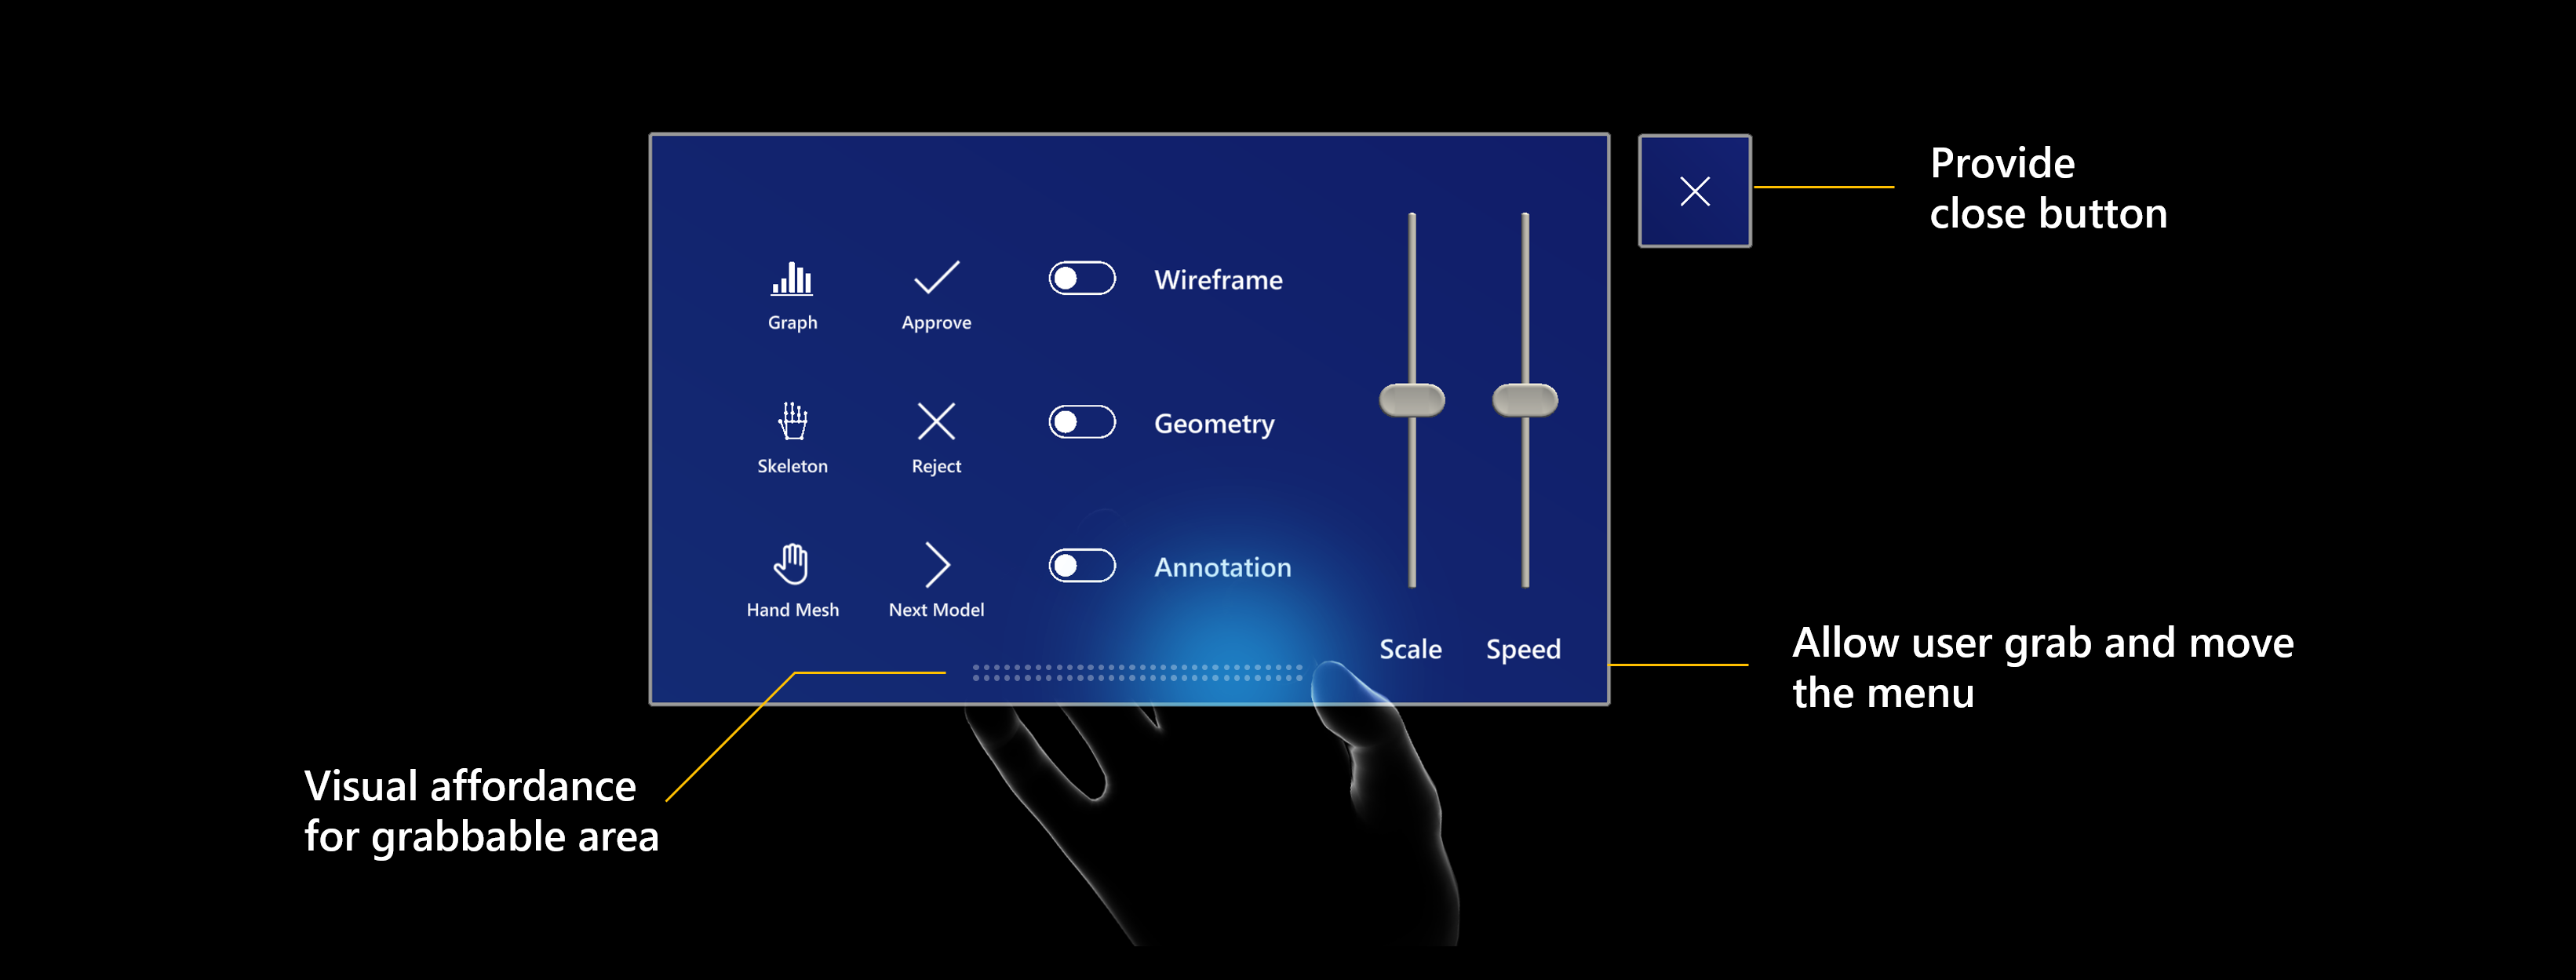 Provide
close button
Graph
Approve
Wireframe
Skeleton
Reject
Geometry
Hand Mesh
Next Model
Annotation
Scale
Speed
Allow user grab and move
the menu
Visual affordance
for grabbable area